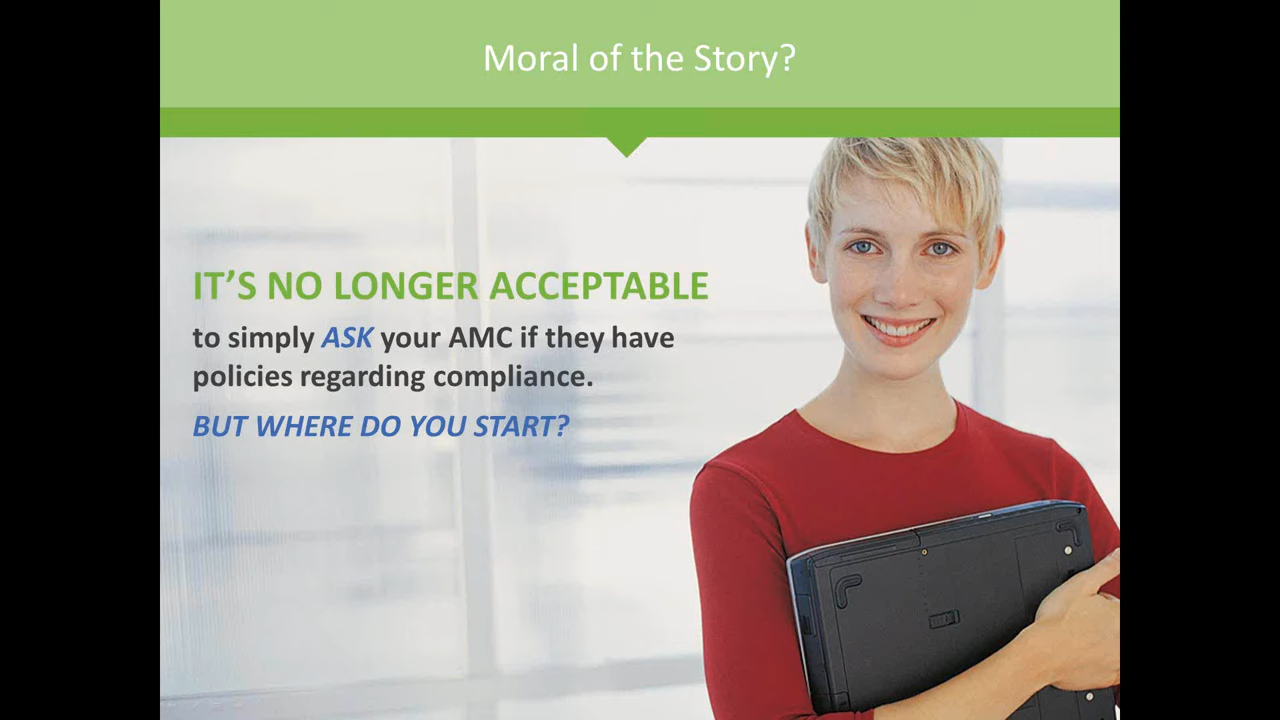 Moral of the Story?
IT’S NO LONGER ACCEPTABLE
to simply ASK your AMC if they have
policies regarding compliance.
BUT WHERE DO YOU START?